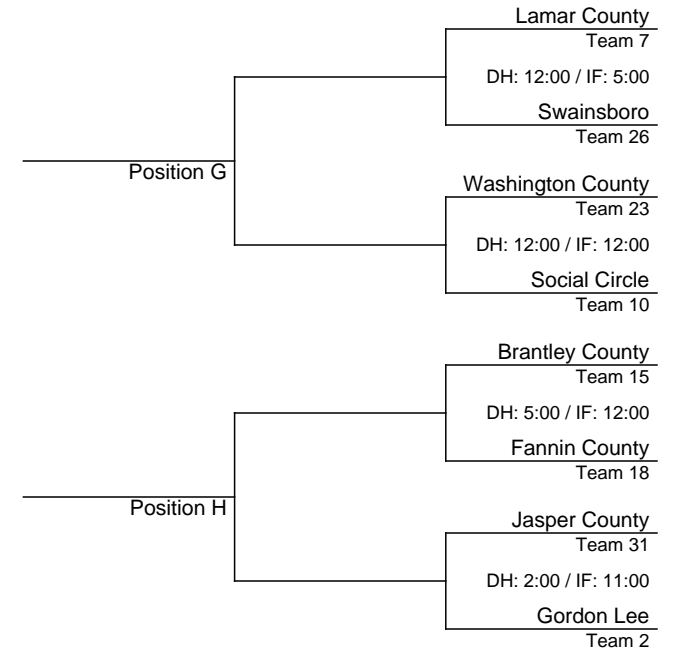 Lamar County
Team 7
DH: 12:00 / IF: 5:00
Swainsboro
Team 26
Position G
Washington County
Team 23
DH: 12:00 / IF: 12:00
Social Circle
Team 10
Brantley County
Team 15
DH: 5:00 / IF: 12:00
Fannin County
Team 18
Position H
Jasper County
Team 31
DH: 2:00 / IF: 11:00
Gordon Lee
Team 2